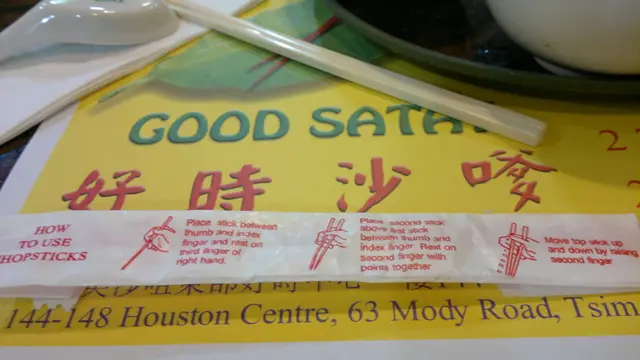 GOOD SATAY
好時沙嗲
HOW
TO USE
HOPSTICKS
Place stick between
thumb and index
finger and rest on
third finger of
right hand.
Place second stick
above first stick
between thumb and
index finger Rest on
second finger with
points together
Move top stick up
and down by raising
second finger
144-148 Houston Centre, 63 Mody Road, Tsim